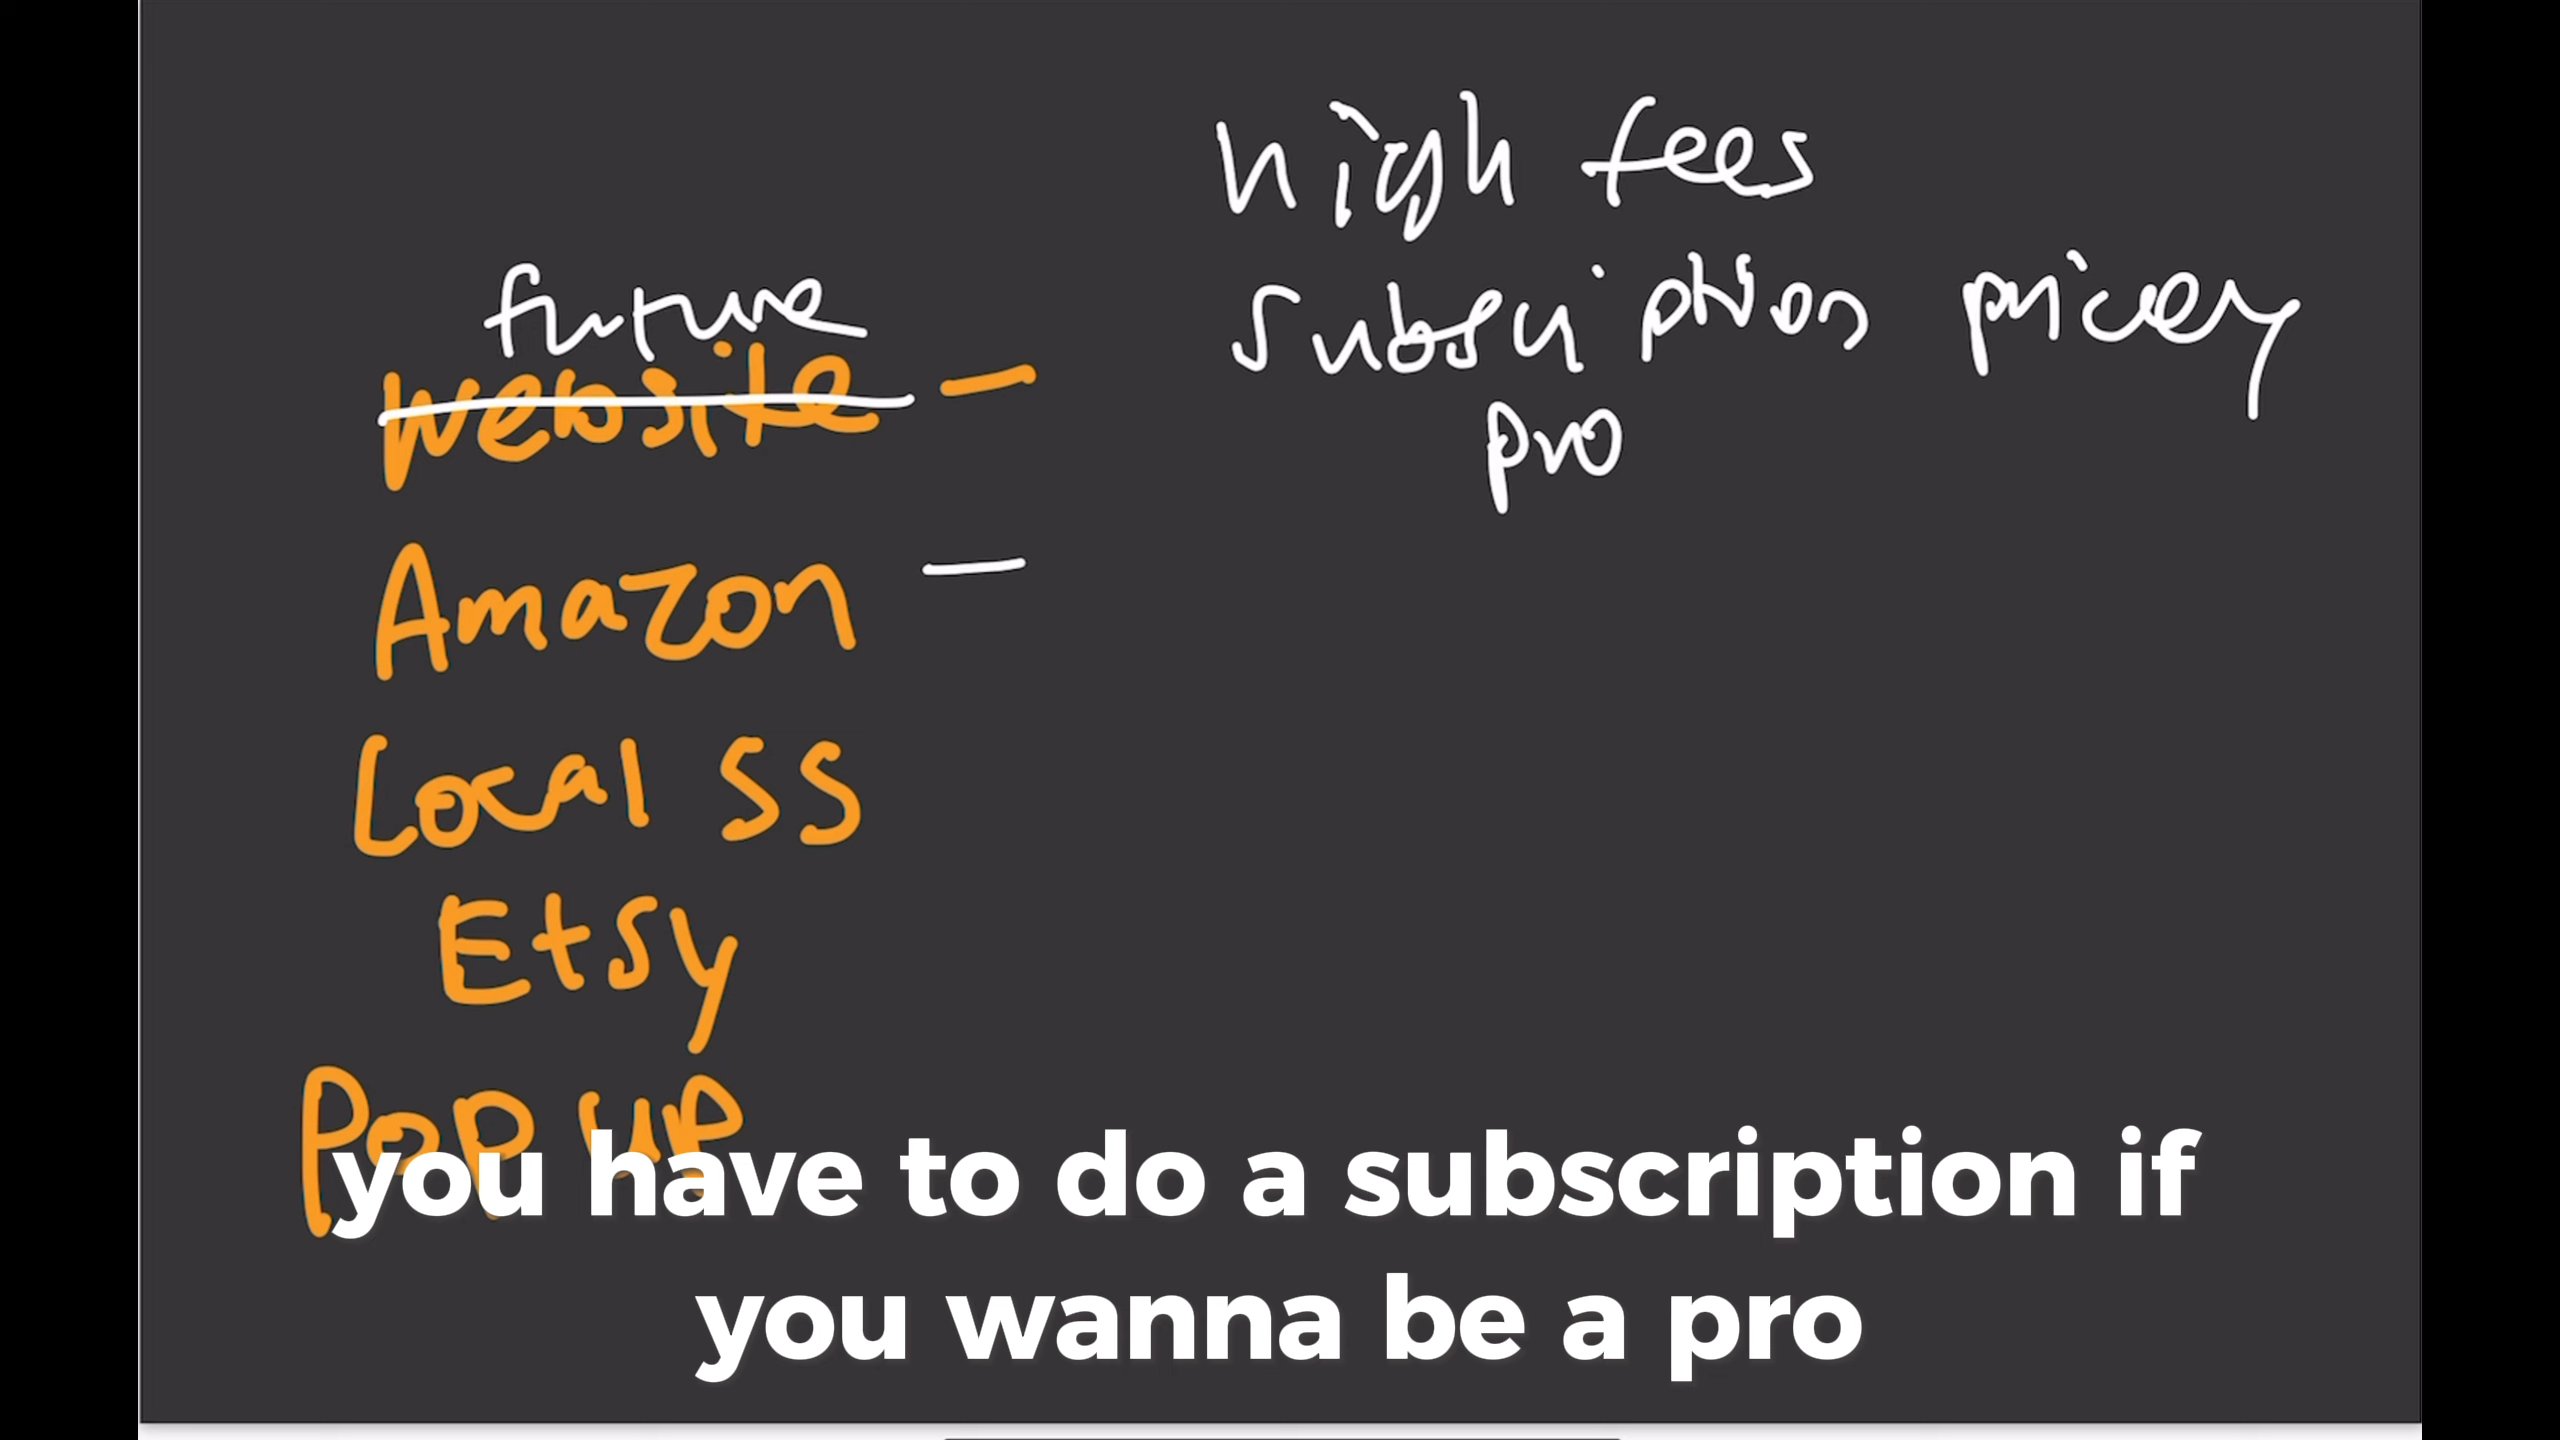 high fees
subscription pricey
pro
future
website -
Amazon -
Local SS
Etsy
Pop up
you have to do a subscription if
you wanna be a pro